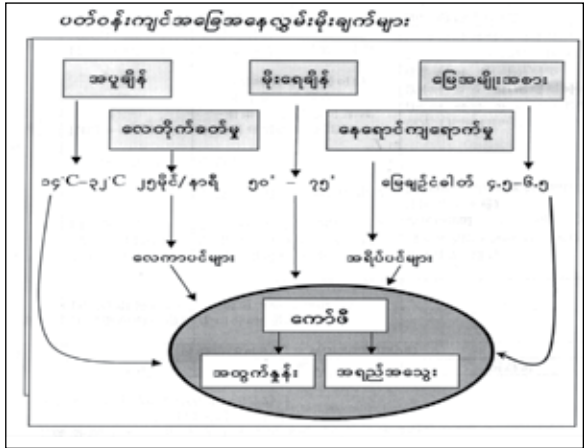 ပတ်ဝန်းကျင်အခြေအနေလွှမ်းမိုးချက်များ
အပူချိန် မိုးရေချိန် မြေအမျိုးအစား
လေတိုက်ခတ်မှု နေရောင်ကျရောက်မှု
၁၄°C–၃၂°C ၂၅မိုင်/နာရီ ၅၀″ – ၇၅″ မြေချဉ်ငံဓါတ် ၄.၅–၆.၅
လေကာပင်များ အရိပ်ပင်များ
ကော်ဖီ
အထွက်နှုန်း အရည်အသွေး